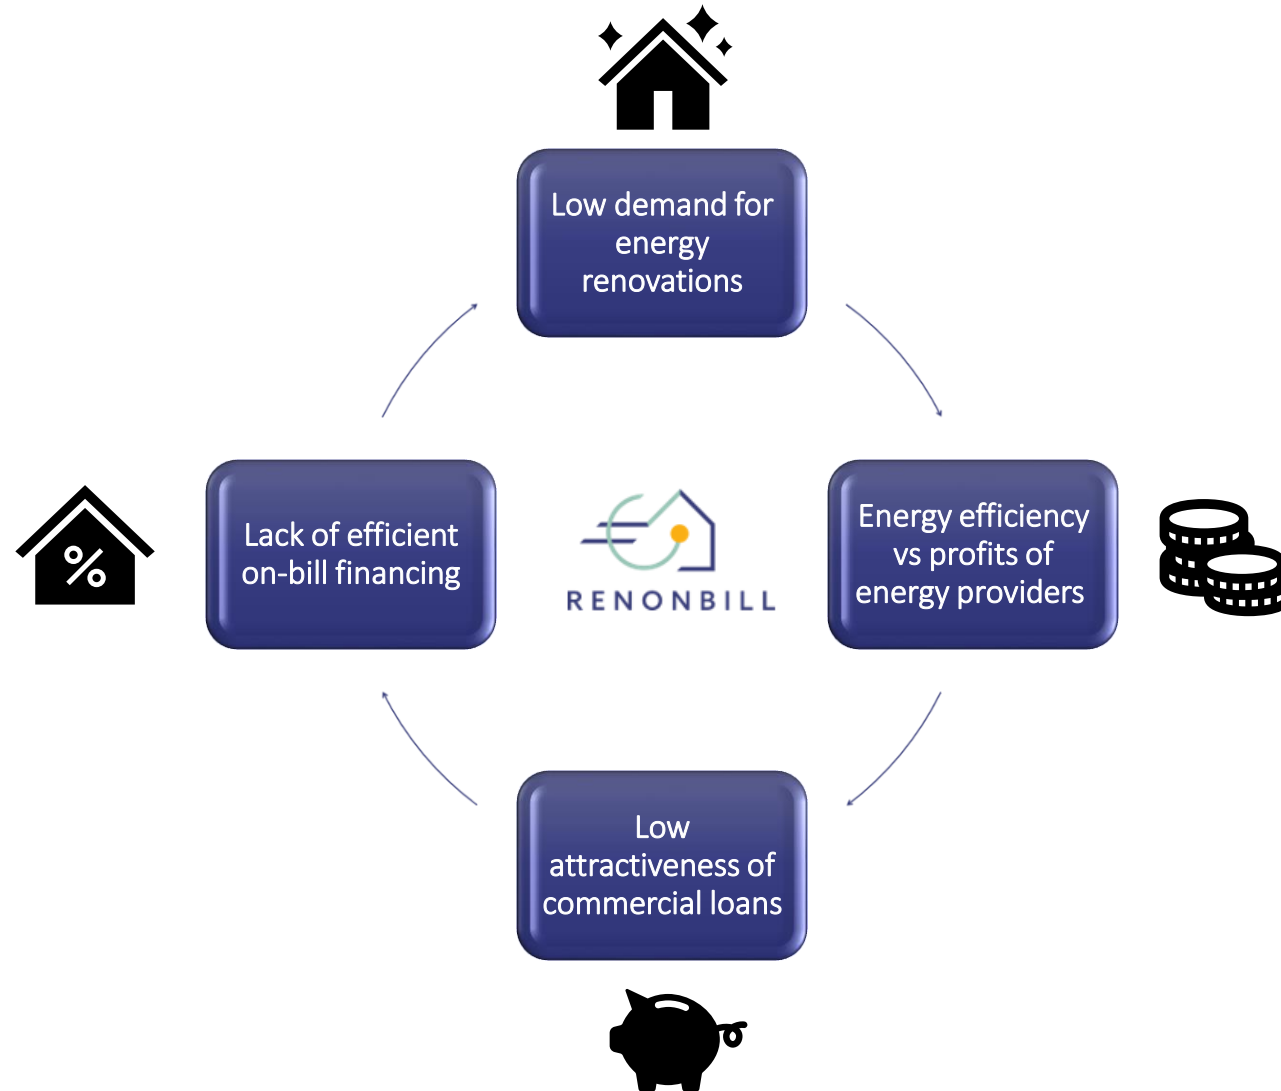 Low demand for
energy
renovations
Energy efficiency
vs profits of
energy providers
Low
attractiveness of
commercial loans
Lack of efficient
on-bill financing
%
RENONBILL